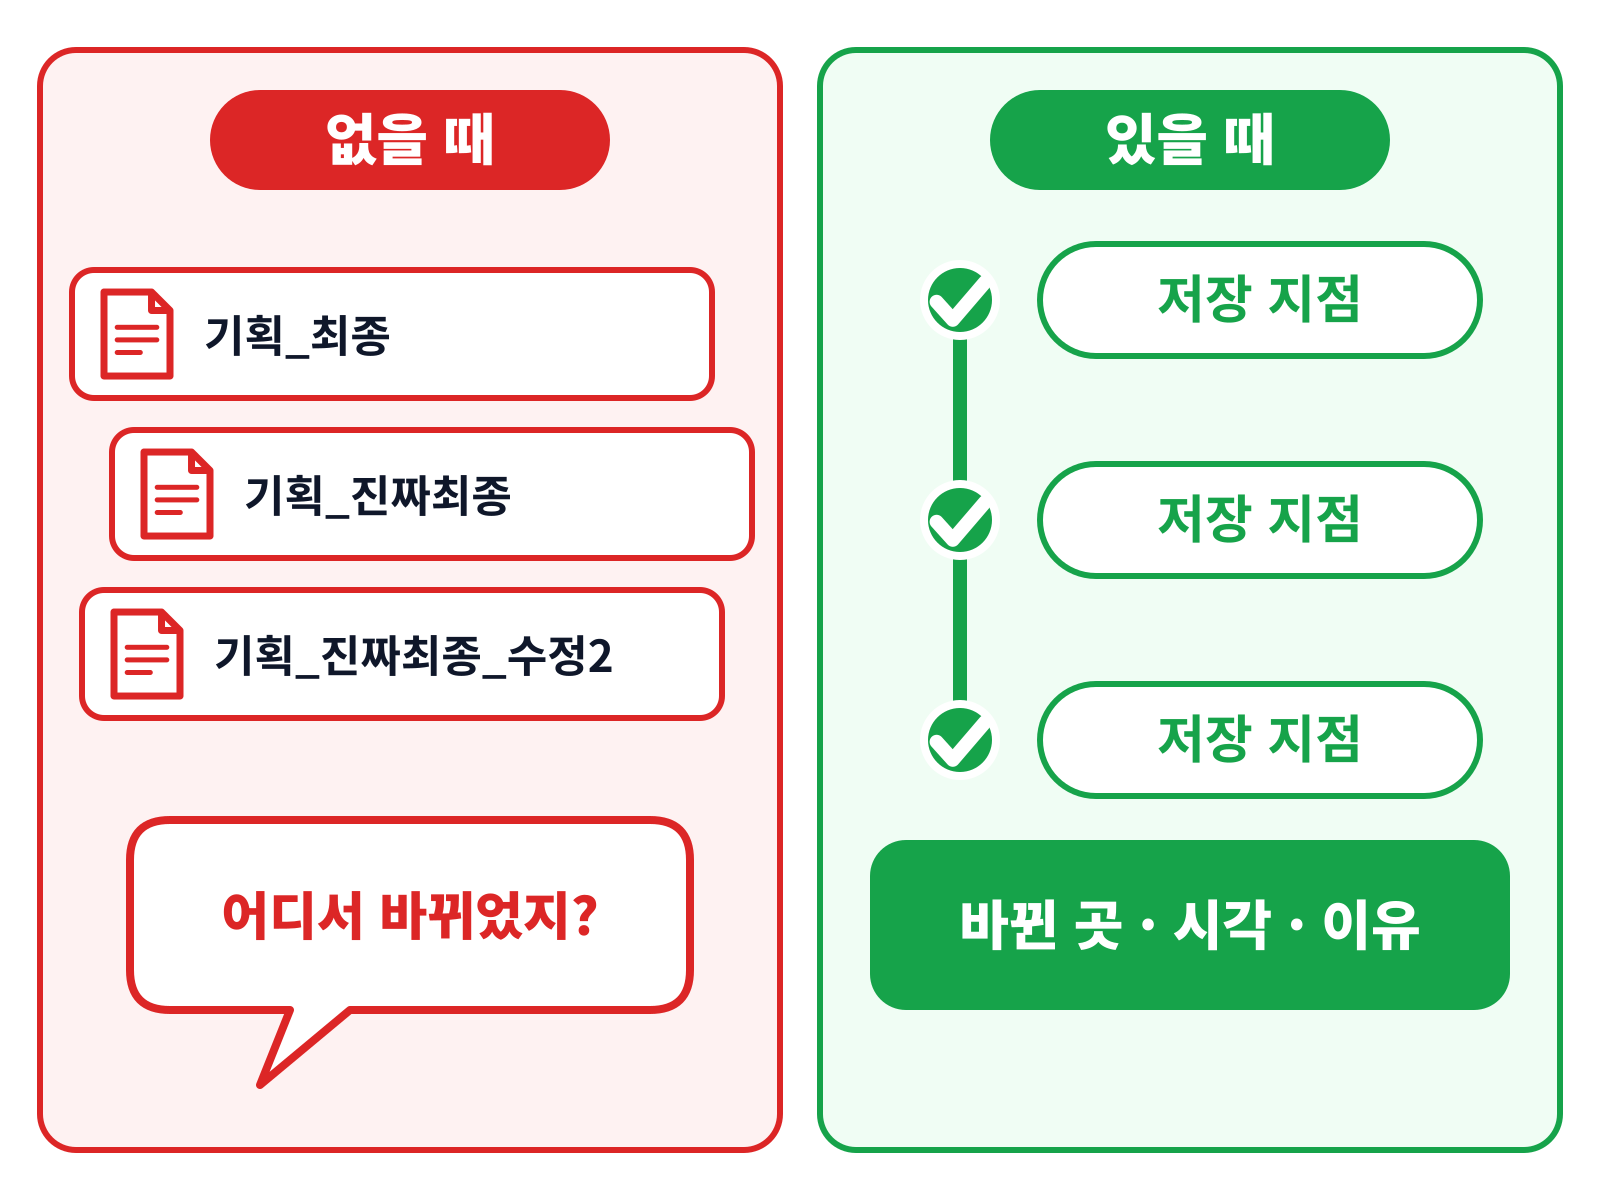 없을 때
기획_최종
기획_진짜최종
기획_진짜최종_수정2
어디서 바뀌었지?
있을 때
저장 지점
저장 지점
저장 지점
바뀐 곳 · 시각 · 이유